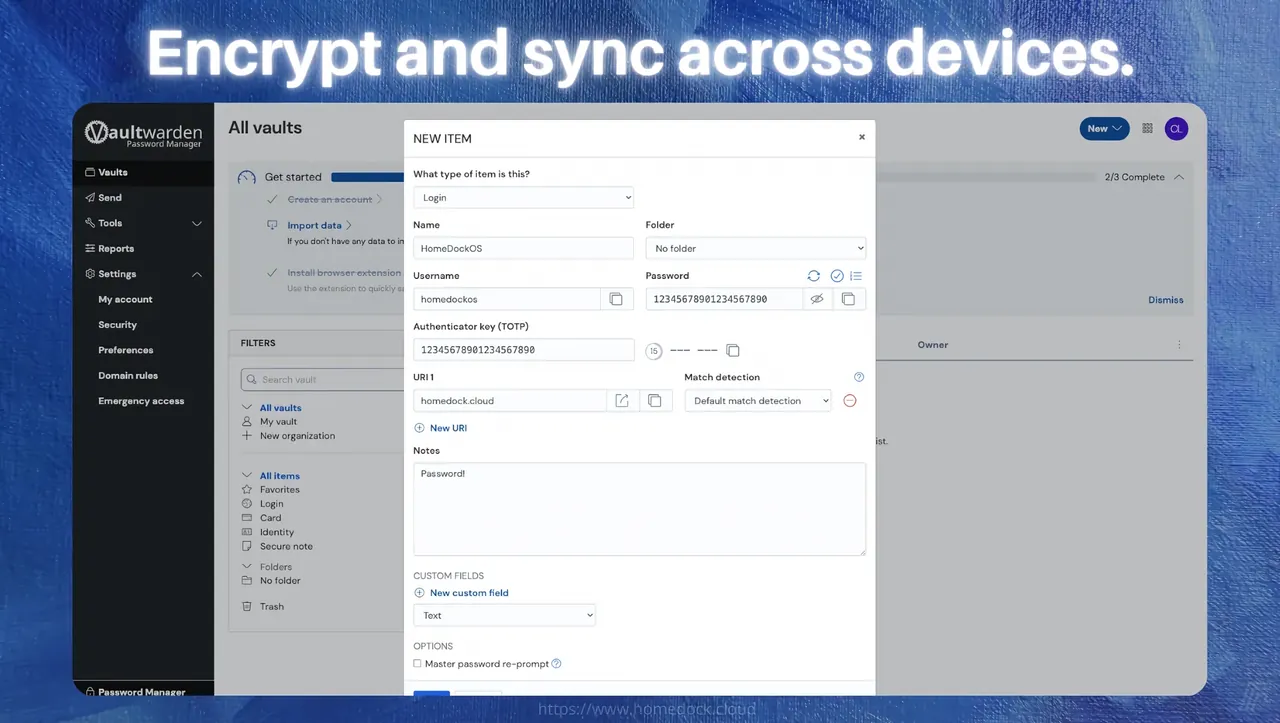 Encrypt and sync across devices.
Vaultwarden
Password Manager
Vaults
Send
Tools
Reports
Settings
My account
Security
Preferences
Domain rules
Emergency access
Password Manager
All vaults
New
CL
Get started
2/3 Complete
Create an account
Import data
If you don't have any data to in
Install browser extension
Use the extension to quickly sa
Dismiss
FILTERS
Search vault
All vaults
My vault
New organization
All items
Favorites
Login
Card
Identity
Secure note
Folders
No folder
Trash
Owner
ist.
NEW ITEM
What type of item is this?
Login
Name
Folder
HomeDockOS
No folder
Username
Password
homedockos
12345678901234567890
Authenticator key (TOTP)
12345678901234567890
15 --- ---
URI 1
Match detection
homedock.cloud
Default match detection
New URI
Notes
Password!
CUSTOM FIELDS
New custom field
Text
OPTIONS
Master password re-prompt
https://www.homedock.cloud